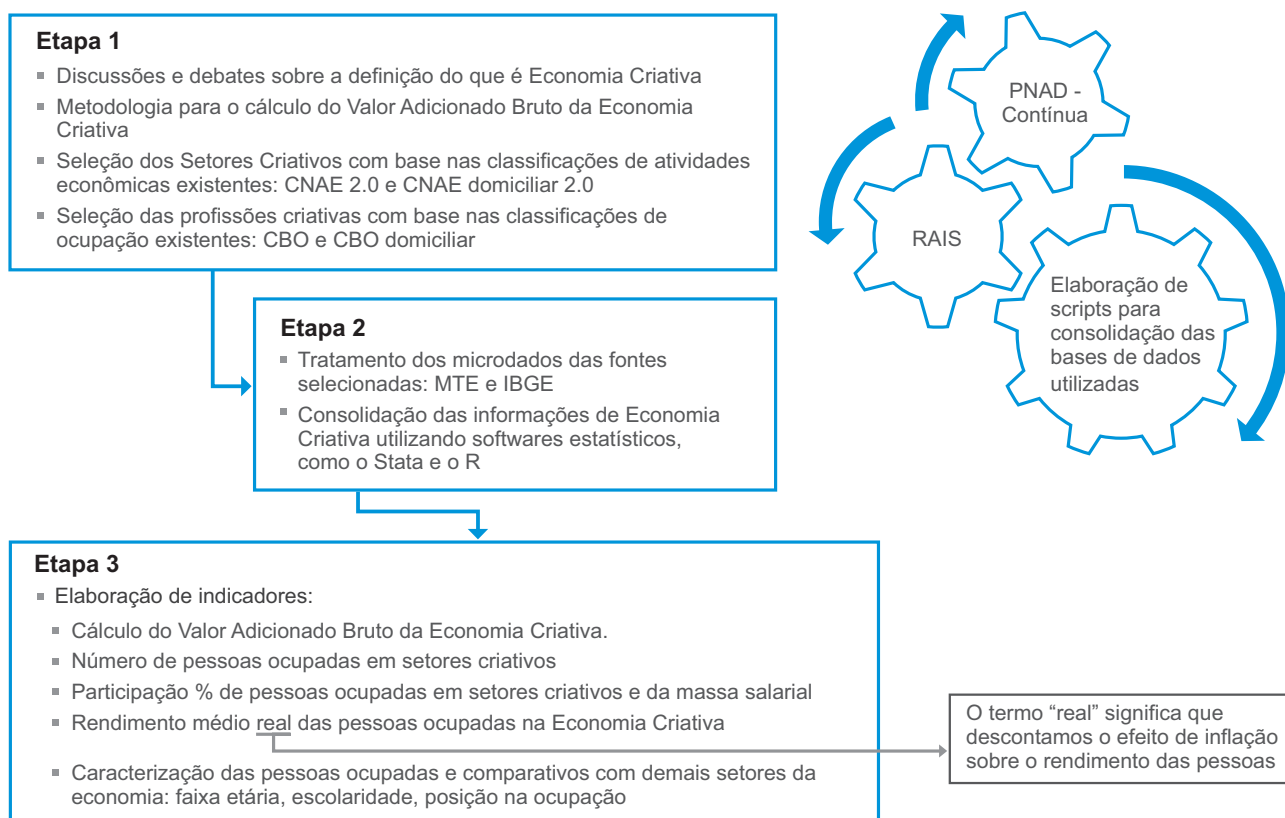 Etapa 1
▪ Discussões e debates sobre a definição do que é Economia Criativa
▪ Metodologia para o cálculo do Valor Adicionado Bruto da Economia
Criativa
▪ Seleção dos Setores Criativos com base nas classificações de atividades
econômicas existentes: CNAE 2.0 e CNAE domiciliar 2.0
▪ Seleção das profissões criativas com base nas classificações de
ocupação existentes: CBO e CBO domiciliar
PNAD -
Contínua
RAIS
Elaboração de
scripts para
consolidação das
bases de dados
utilizadas
Etapa 2
▪ Tratamento dos microdados das fontes
selecionadas: MTE e IBGE
▪ Consolidação das informações de Economia
Criativa utilizando softwares estatísticos,
como o Stata e o R
Etapa 3
▪ Elaboração de indicadores:
▪ Cálculo do Valor Adicionado Bruto da Economia Criativa.
▪ Número de pessoas ocupadas em setores criativos
▪ Participação % de pessoas ocupadas em setores criativos e da massa salarial
▪ Rendimento médio real das pessoas ocupadas na Economia Criativa
▪ Caracterização das pessoas ocupadas e comparativos com demais setores da
economia: faixa etária, escolaridade, posição na ocupação
O termo “real” significa que
descontamos o efeito de inflação
sobre o rendimento das pessoas